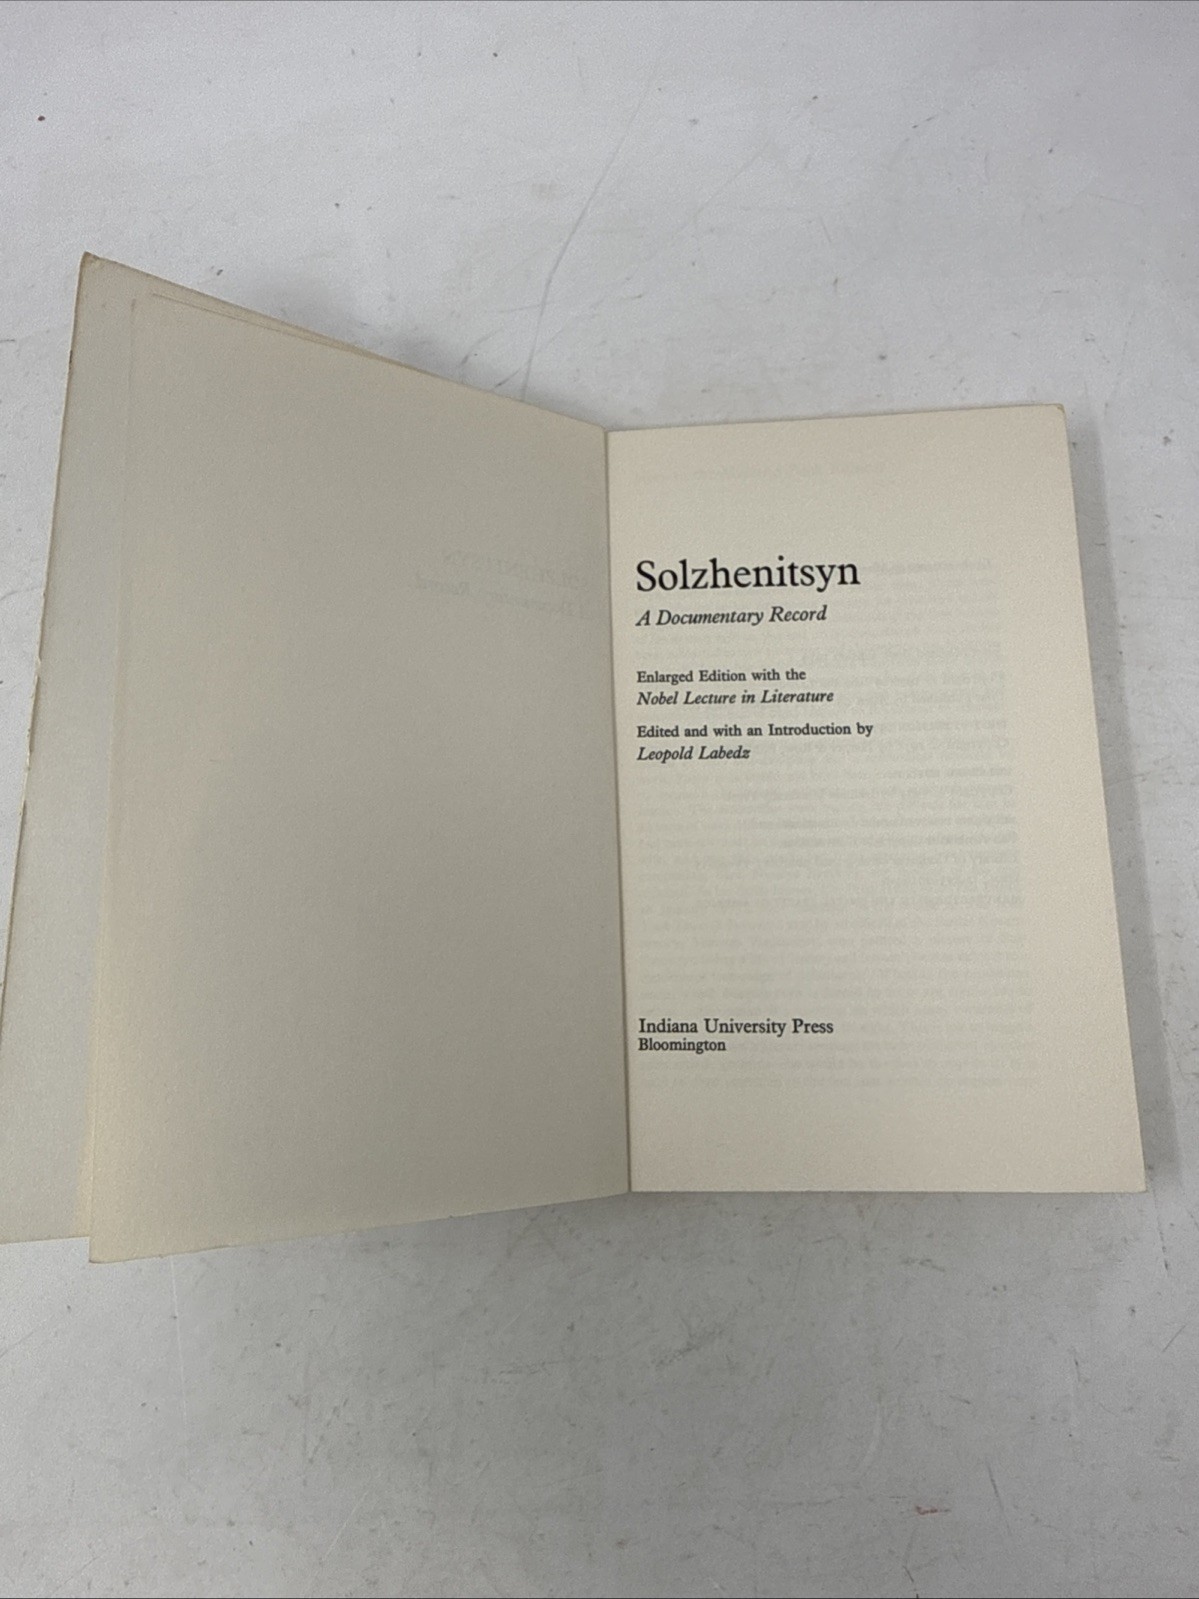 Solzhenitsyn
A Documentary Record
Enlarged Edition with the
Nobel Lecture in Literature
Edited and with an Introduction by
Leopold Labedz
Indiana University Press
Bloomington